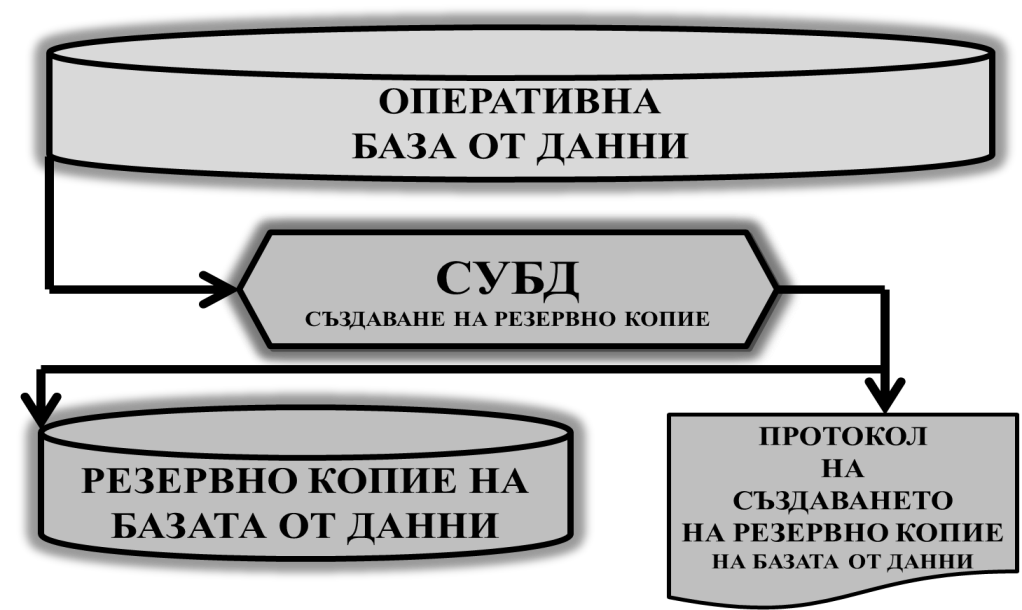 ОПЕРАТИВНА
БАЗА ОТ ДАННИ
СУБД
СЪЗДАВАНЕ НА РЕЗЕРВНО КОПИЕ
РЕЗЕРВНО КОПИЕ НА
БАЗАТА ОТ ДАННИ
ПРОТОКОЛ
НА
СЪЗДАВАНЕТО
НА РЕЗЕРВНО КОПИЕ
НА БАЗАТА ОТ ДАННИ